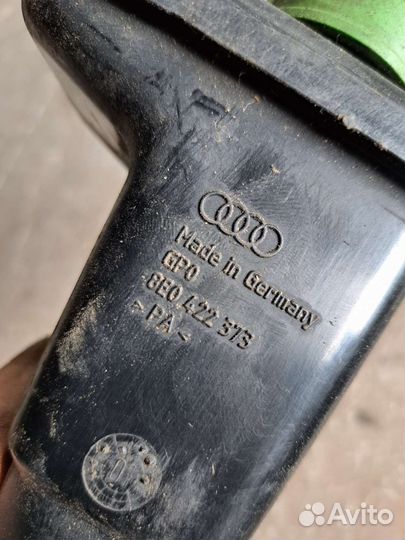 Made in Germany
GPO
8E0 422 373
>PA<
Avito